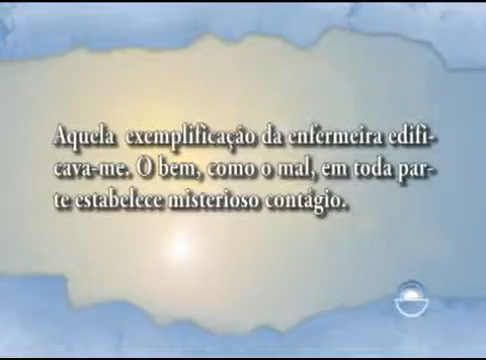 Aquela exemplificação da enfermeira edifi-
cava-me. O bem, como o mal, em toda par-
te estabelece misterioso contágio.